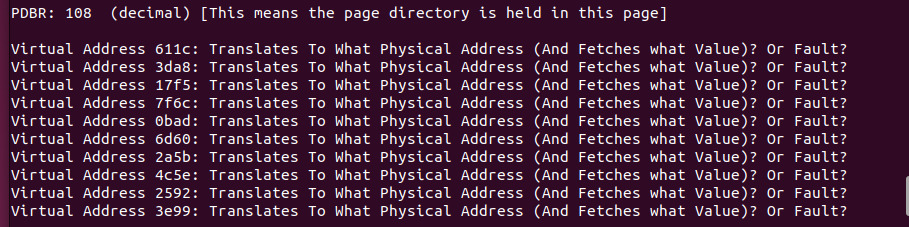 PDBR: 108  (decimal) [This means the page directory is held in this page]
Virtual Address 611c: Translates To What Physical Address (And Fetches what Value)? Or Fault?
Virtual Address 3da8: Translates To What Physical Address (And Fetches what Value)? Or Fault?
Virtual Address 17f5: Translates To What Physical Address (And Fetches what Value)? Or Fault?
Virtual Address 7f6c: Translates To What Physical Address (And Fetches what Value)? Or Fault?
Virtual Address 0bad: Translates To What Physical Address (And Fetches what Value)? Or Fault?
Virtual Address 6d60: Translates To What Physical Address (And Fetches what Value)? Or Fault?
Virtual Address 2a5b: Translates To What Physical Address (And Fetches what Value)? Or Fault?
Virtual Address 4c5e: Translates To What Physical Address (And Fetches what Value)? Or Fault?
Virtual Address 2592: Translates To What Physical Address (And Fetches what Value)? Or Fault?
Virtual Address 3e99: Translates To What Physical Address (And Fetches what Value)? Or Fault?